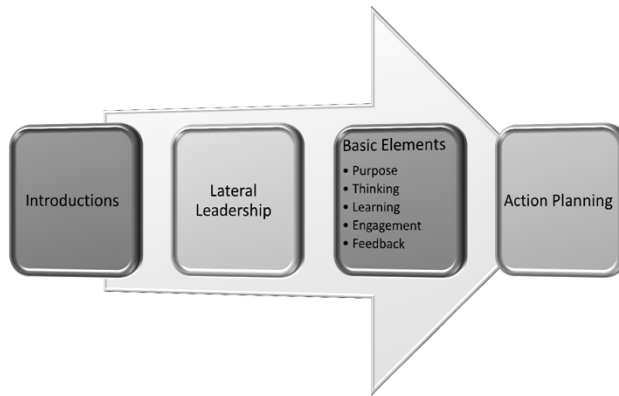 Introductions
Lateral
Leadership
Basic Elements
• Purpose
• Thinking
• Learning
• Engagement
• Feedback
Action Planning